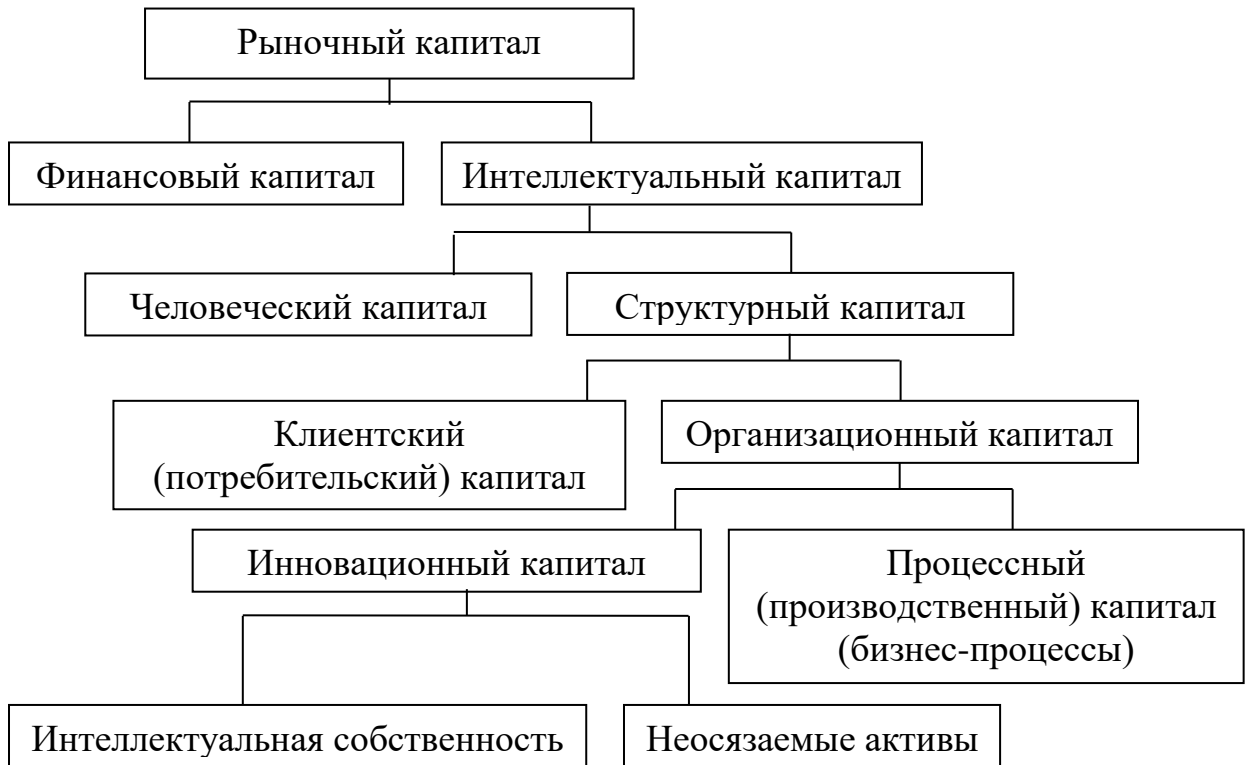 Рыночный капитал
Финансовый капитал
Интеллектуальный капитал
Человеческий капитал
Структурный капитал
Клиентский
(потребительский) капитал
Организационный капитал
Инновационный капитал
Процессный
(производственный) капитал
(бизнес-процессы)
Интеллектуальная собственность
Неосязаемые активы